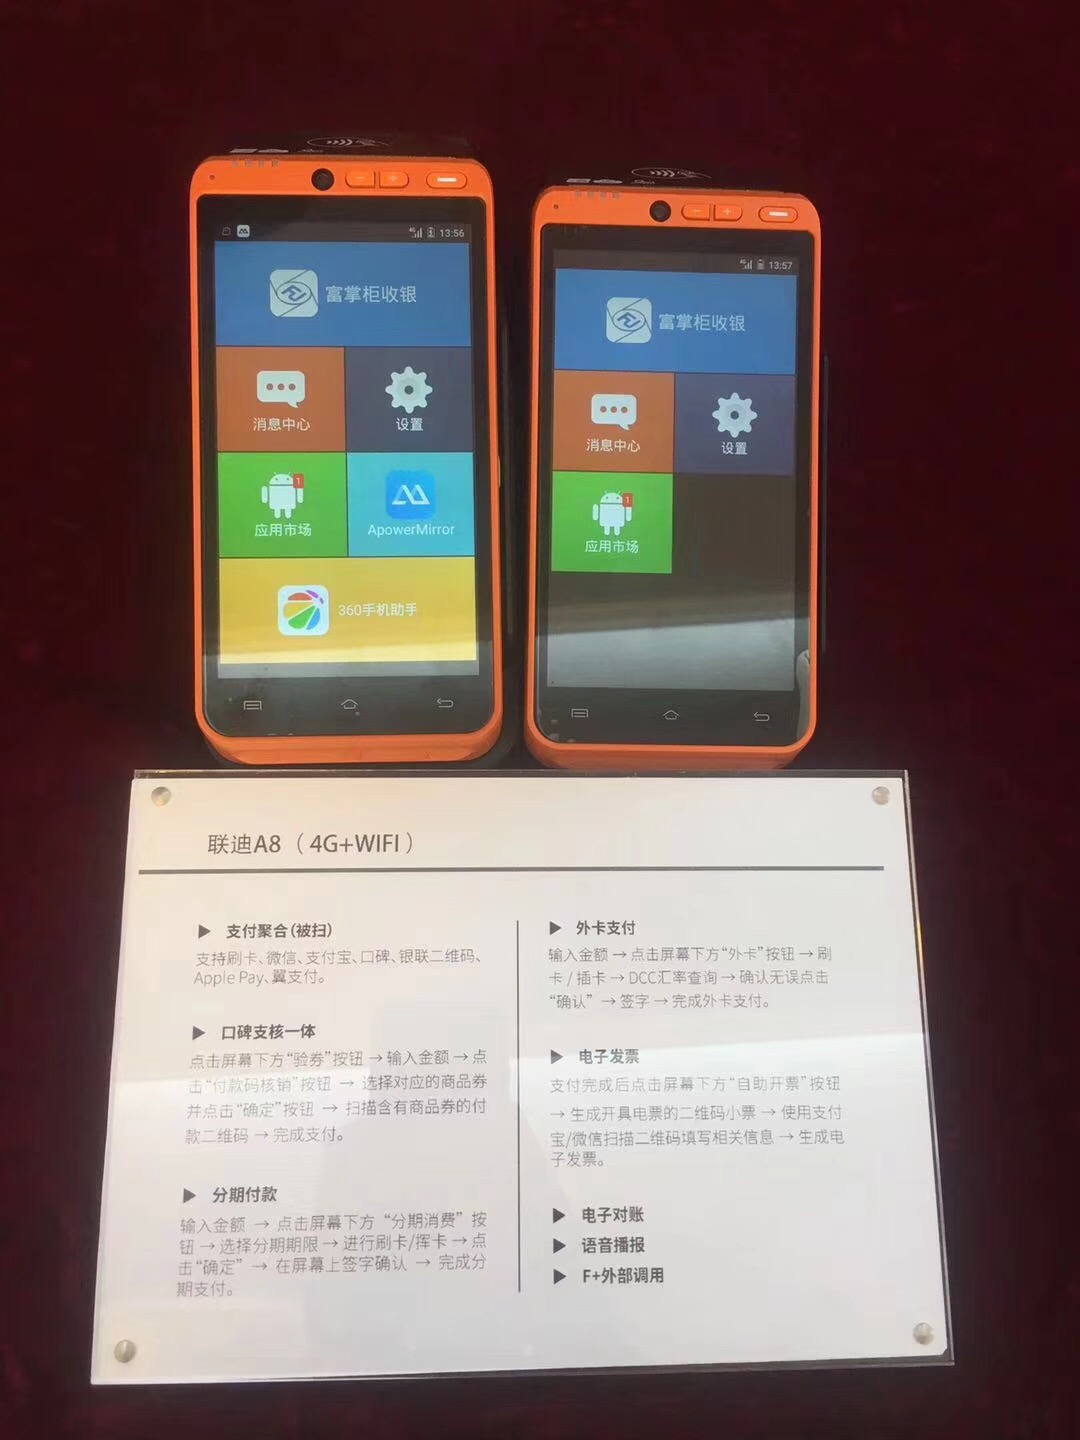 13:56
富掌柜收银
消息中心
设置
1
应用市场
ApowerMirror
360手机助手
13:57
富掌柜收银
消息中心
设置
1
应用市场
联迪A8（4G+WIFI）
▶ 支付聚合(被扫)
支持刷卡、微信、支付宝、口碑、银联二维码、
Apple Pay、翼支付。
▶ 口碑支核一体
点击屏幕下方“验券”按钮 → 输入金额 → 点
击“付款码核销”按钮 → 选择对应的商品券
并点击“确定”按钮 → 扫描含有商品券的付
款二维码 → 完成支付。
▶ 分期付款
输入金额 → 点击屏幕下方“分期消费”按
钮 → 选择分期期限 → 进行刷卡/挥卡 → 点
击“确定” → 在屏幕上签字确认 → 完成分
期支付。
▶ 外卡支付
输入金额 → 点击屏幕下方“外卡”按钮 → 刷
卡 / 插卡 → DCC汇率查询 → 确认无误点击
“确认” → 签字 → 完成外卡支付。
▶ 电子发票
支付完成后点击屏幕下方“自助开票”按钮
→ 生成开具电票的二维码小票 → 使用支付
宝/微信扫描二维码填写相关信息 → 生成电
子发票。
▶ 电子对账
▶ 语音播报
▶ F+外部调用